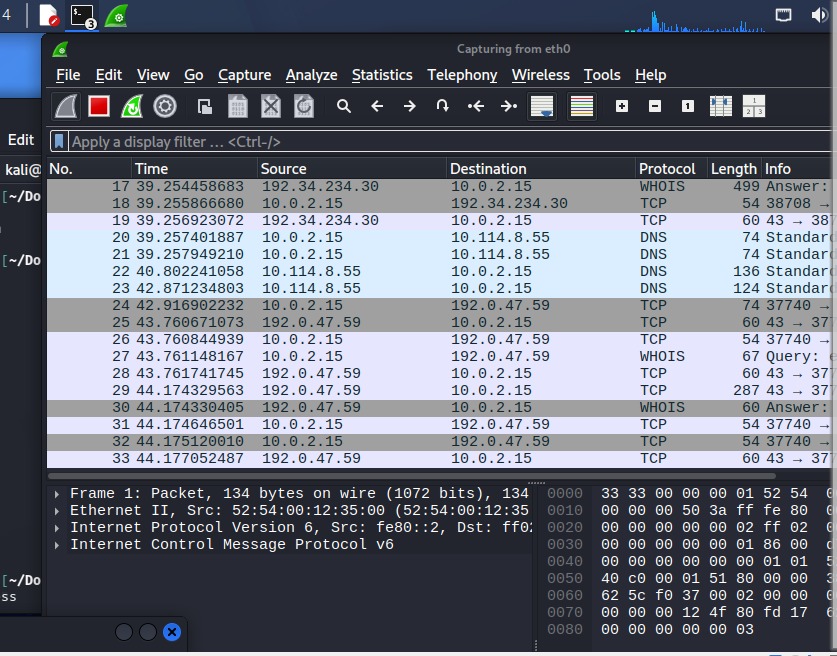 4
3
Capturing from eth0
File Edit View Go Capture Analyze Statistics Telephony Wireless Tools Help
Edit
Apply a display filter … <Ctrl-/>
kali@
No. Time Source Destination Protocol Length Info
17 39.254458683 192.34.234.30 10.0.2.15 WHOIS 499 Answer:
18 39.255866680 10.0.2.15 192.34.234.30 TCP 54 38708 →
19 39.256923072 192.34.234.30 10.0.2.15 TCP 60 43 → 387
20 39.257401887 10.0.2.15 10.114.8.55 DNS 74 Standard
21 39.257949210 10.0.2.15 10.114.8.55 DNS 74 Standard
22 40.802241058 10.114.8.55 10.0.2.15 DNS 136 Standard
23 42.871234803 10.114.8.55 10.0.2.15 DNS 124 Standard
24 42.916902232 10.0.2.15 192.0.47.59 TCP 74 37740 →
25 43.760671073 192.0.47.59 10.0.2.15 TCP 60 43 → 377
26 43.760844939 10.0.2.15 192.0.47.59 TCP 54 37740 →
27 43.761148167 10.0.2.15 192.0.47.59 WHOIS 67 Query: e
28 43.761741745 192.0.47.59 10.0.2.15 TCP 60 43 → 377
29 44.174329563 192.0.47.59 10.0.2.15 TCP 287 43 → 377
30 44.174330405 192.0.47.59 10.0.2.15 WHOIS 60 Answer:
31 44.174646501 10.0.2.15 192.0.47.59 TCP 54 37740 →
32 44.175120010 10.0.2.15 192.0.47.59 TCP 54 37740 →
33 44.177052487 192.0.47.59 10.0.2.15 TCP 60 43 → 377
[~/Do
[~/Do
[~/Do
ss
Frame 1: Packet, 134 bytes on wire (1072 bits), 134
Ethernet II, Src: 52:54:00:12:35:00 (52:54:00:12:35
Internet Protocol Version 6, Src: fe80::2, Dst: ff02
Internet Control Message Protocol v6
0000 33 33 00 00 00 01 52 54
0010 00 00 00 50 3a ff fe 80
0020 00 00 00 00 00 02 ff 02
0030 00 00 00 00 00 01 86 00
0040 00 00 00 00 00 00 01 01
0050 40 c0 00 01 51 80 00 00
0060 62 5c f0 37 00 02 00 00
0070 00 00 00 12 4f 80 fd 17
0080 00 00 00 00 00 03